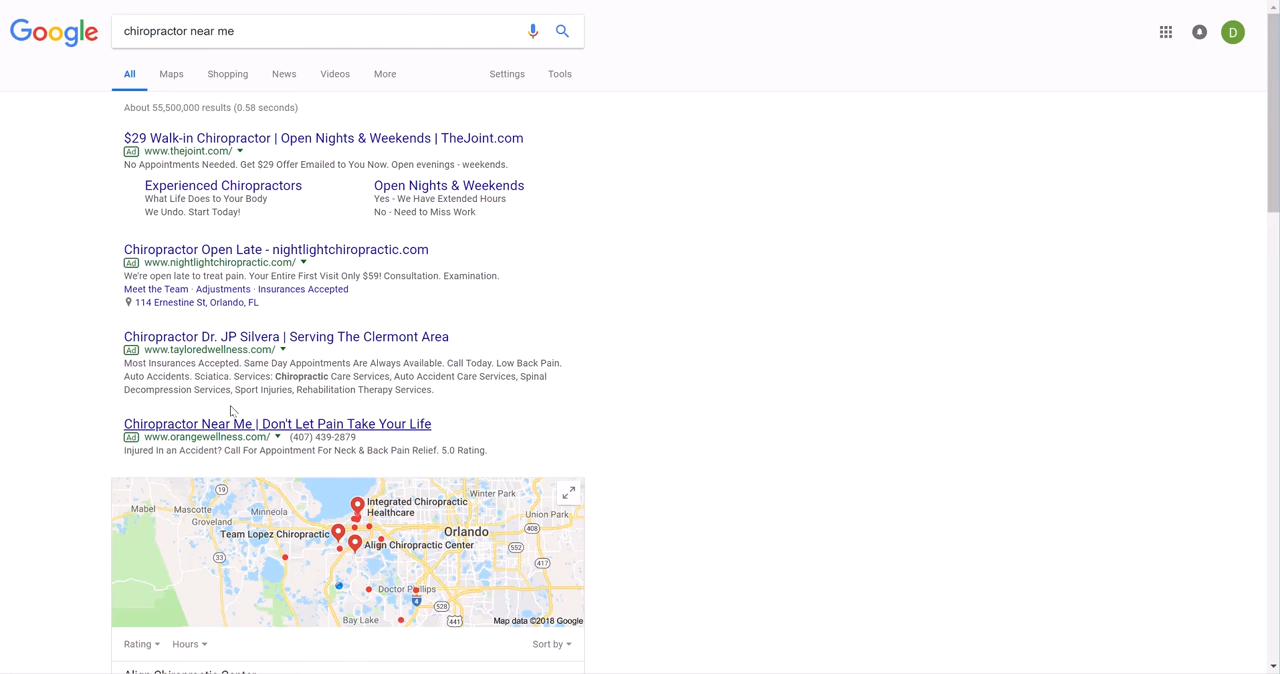 Google
chiropractor near me
D
All Maps Shopping News Videos More Settings Tools
About 55,500,000 results (0.58 seconds)
$29 Walk-in Chiropractor | Open Nights & Weekends | TheJoint.com
Ad www.thejoint.com/
No Appointments Needed. Get $29 Offer Emailed to You Now. Open evenings - weekends.
Experienced Chiropractors
What Life Does to Your Body
We Undo. Start Today!
Open Nights & Weekends
Yes - We Have Extended Hours
No - Need to Miss Work
Chiropractor Open Late - nightlightchiropractic.com
Ad www.nightlightchiropractic.com/
We're open late to treat pain. Your Entire First Visit Only $59! Consultation. Examination.
Meet the Team · Adjustments · Insurances Accepted
114 Ernestine St, Orlando, FL
Chiropractor Dr. JP Silvera | Serving The Clermont Area
Ad www.tayloredwellness.com/
Most Insurances Accepted. Same Day Appointments Are Always Available. Call Today. Low Back Pain.
Auto Accidents. Sciatica. Services: Chiropractic Care Services, Auto Accident Care Services, Spinal
Decompression Services, Sport Injuries, Rehabilitation Therapy Services.
Chiropractor Near Me | Don't Let Pain Take Your Life
Ad www.orangewellness.com/ (407) 439-2879
Injured In an Accident? Call For Appointment For Neck & Back Pain Relief. 5.0 Rating.
19
Winter Park
Integrated Chiropractic
Healthcare
Mabel
Mascotte
Minneola
Union Park
Groveland
408
Team Lopez Chiropractic
Orlando
Align Chiropractic Center
552
33
417
Doctor Phillips
4
528
Bay Lake
441
Map data ©2018 Google
Rating Hours Sort by
Align Chiropractic Center